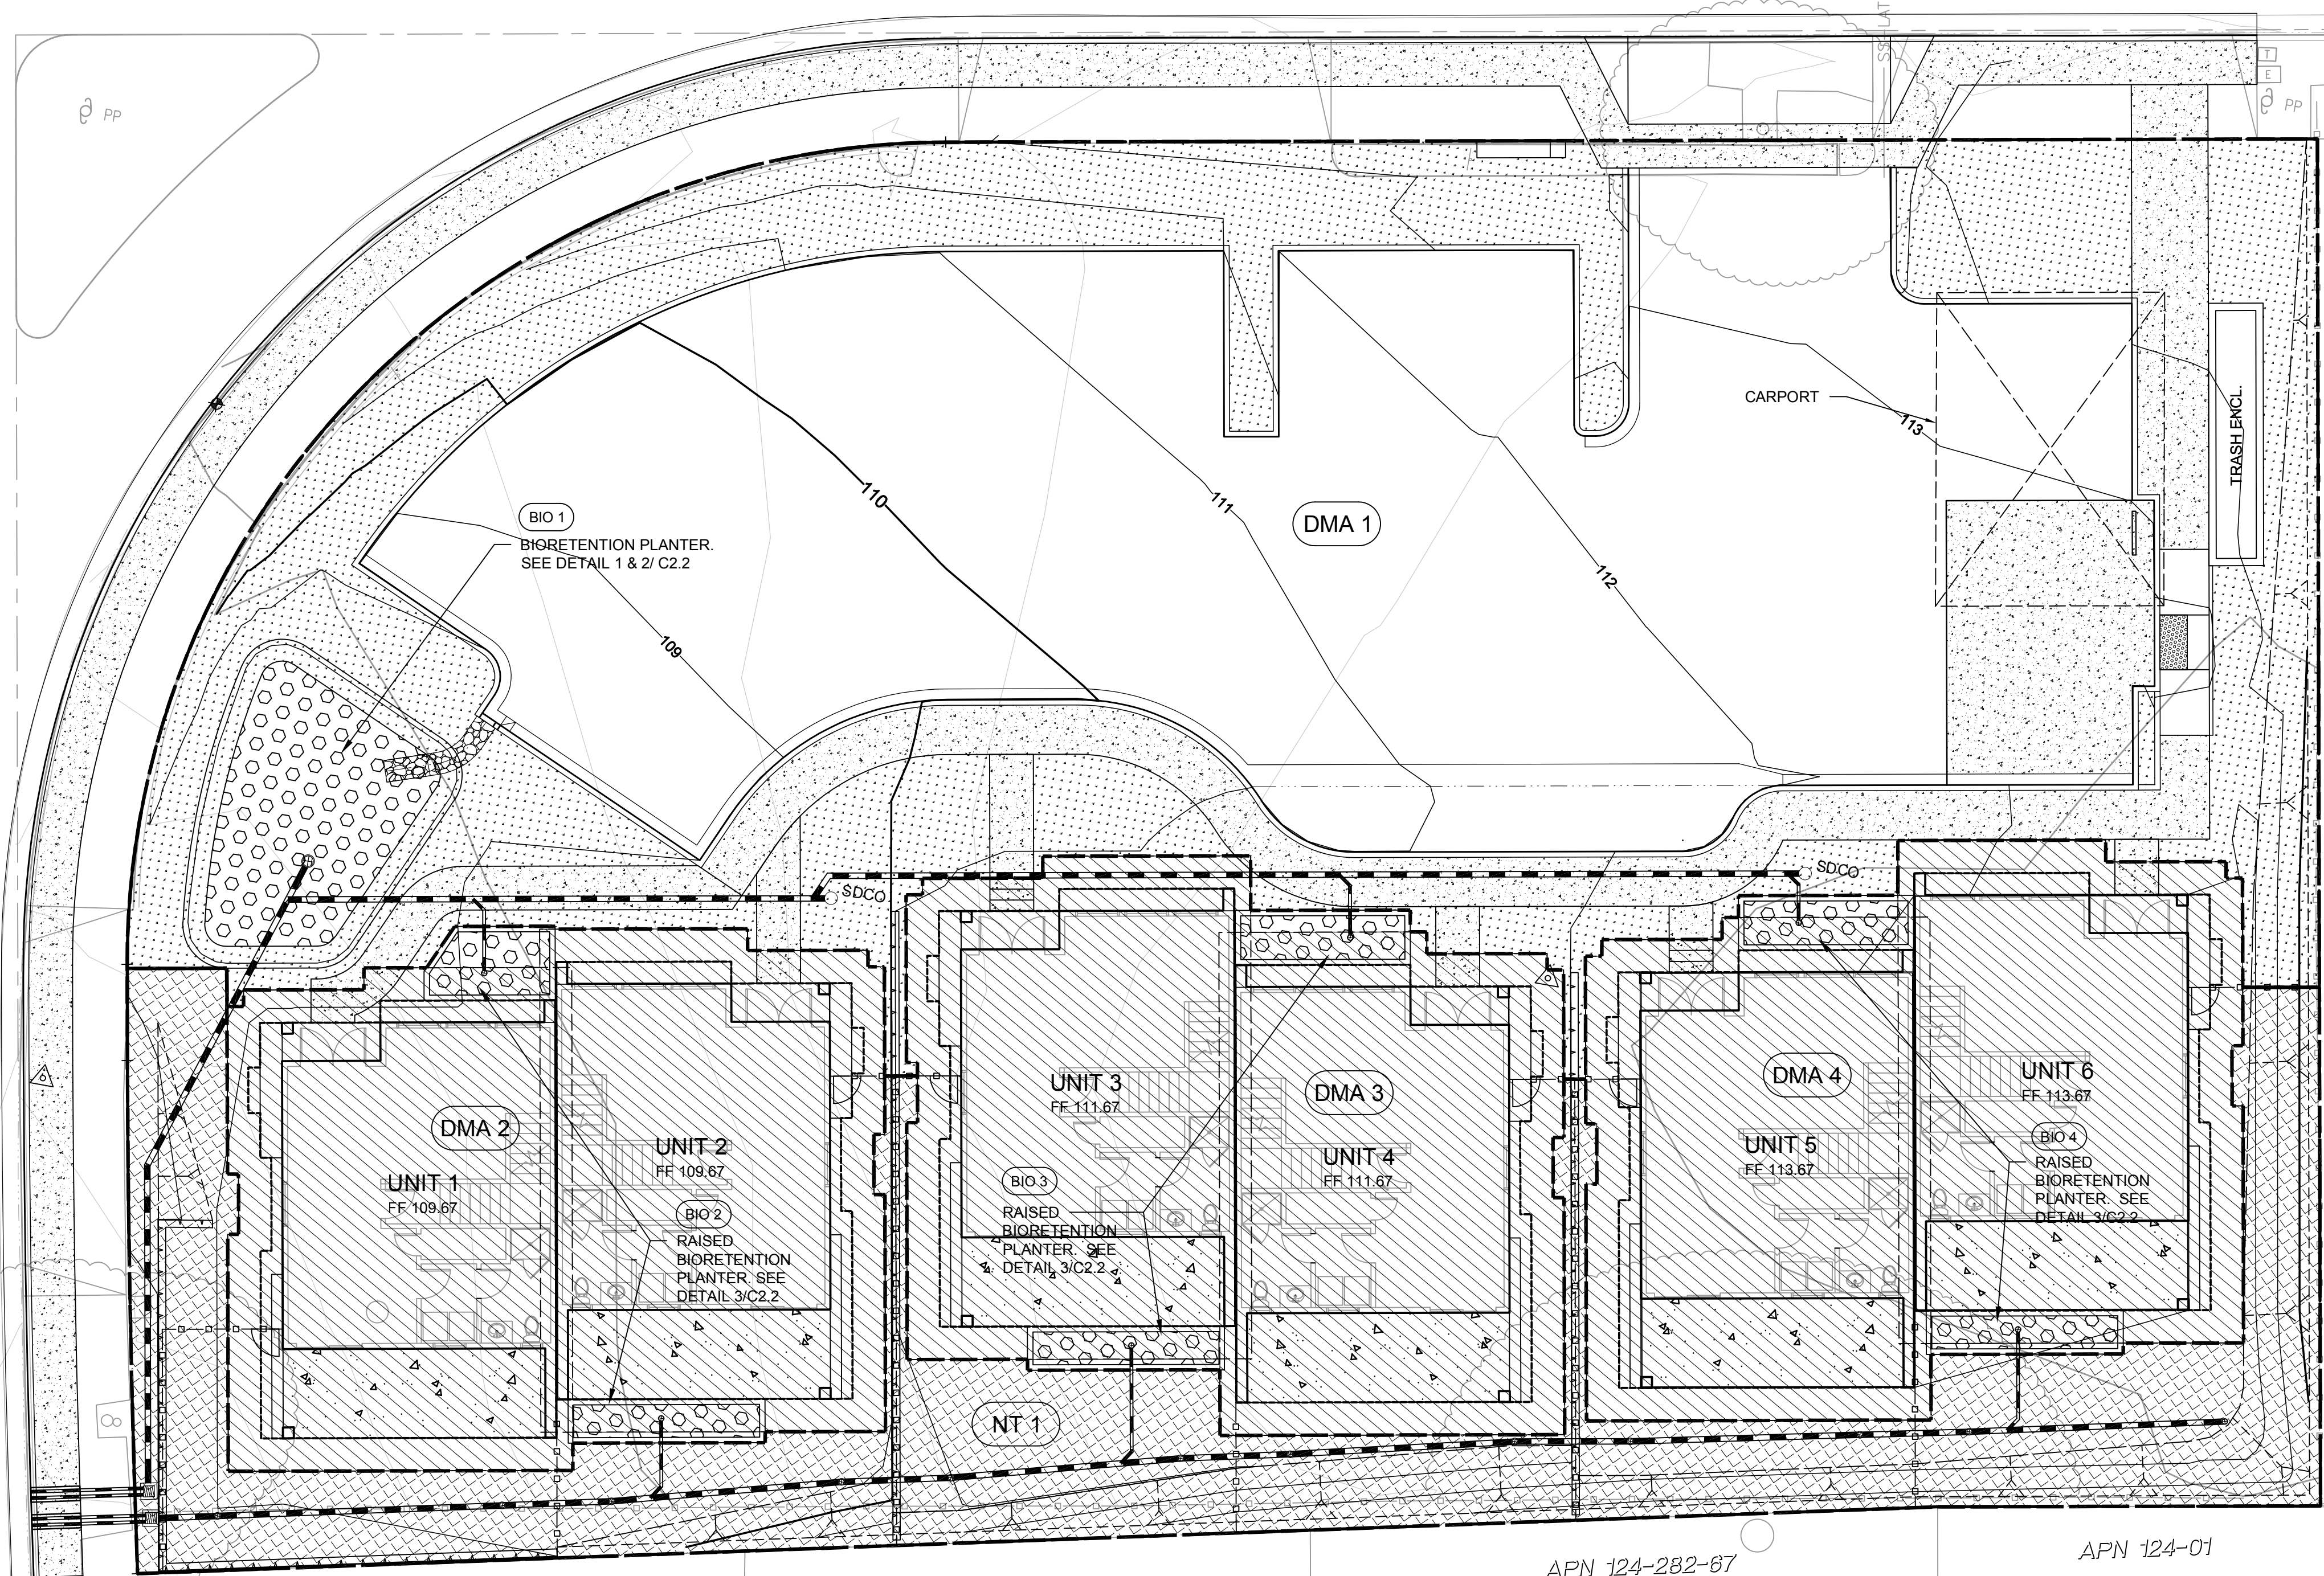 SS LAT
T
E
PP
PP
CARPORT
113
TRASH ENCL.
110
111
DMA 1
BIO 1
BIORETENTION PLANTER.
SEE DETAIL 1 & 2/ C2.2
112
109
SDCO
SDCO
UNIT 3
FF 111.67
DMA 3
DMA 4
UNIT 6
FF 113.67
DMA 2
UNIT 2
FF 109.67
UNIT 4
FF 111.67
UNIT 5
FF 113.67
BIO 4
RAISED
BIORETENTION
PLANTER. SEE
DETAIL 3/C2.2
UNIT 1
FF 109.67
BIO 3
RAISED
BIORETENTION
PLANTER. SEE
DETAIL 3/C2.2
BIO 2
RAISED
BIORETENTION
PLANTER. SEE
DETAIL 3/C2.2
NT 1
APN 124-282-67
APN 124-01